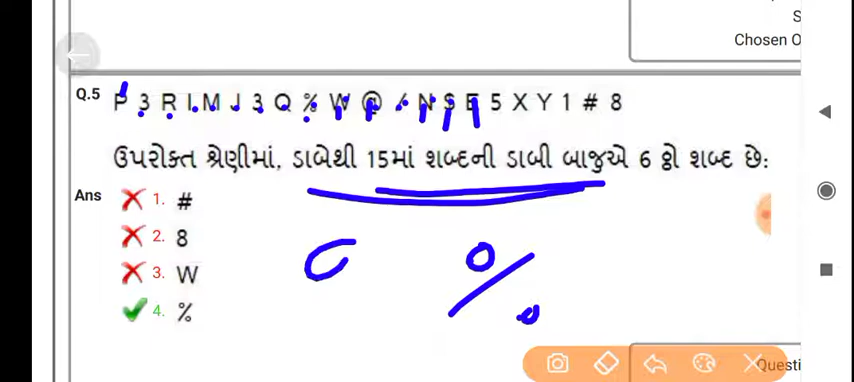 S
Chosen O
Q.5
P 3 R I M J 3 Q % W @ 4 N $ E 5 X Y 1 # 8
ઉપરોક્ત શ્રેણીમાં, ડાબેથી 15માં શબ્દની ડાબી બાજુએ 6 ઠ્ઠો શબ્દ છે:
Ans
1. #
2. 8
3. W
4. %
%
Questi